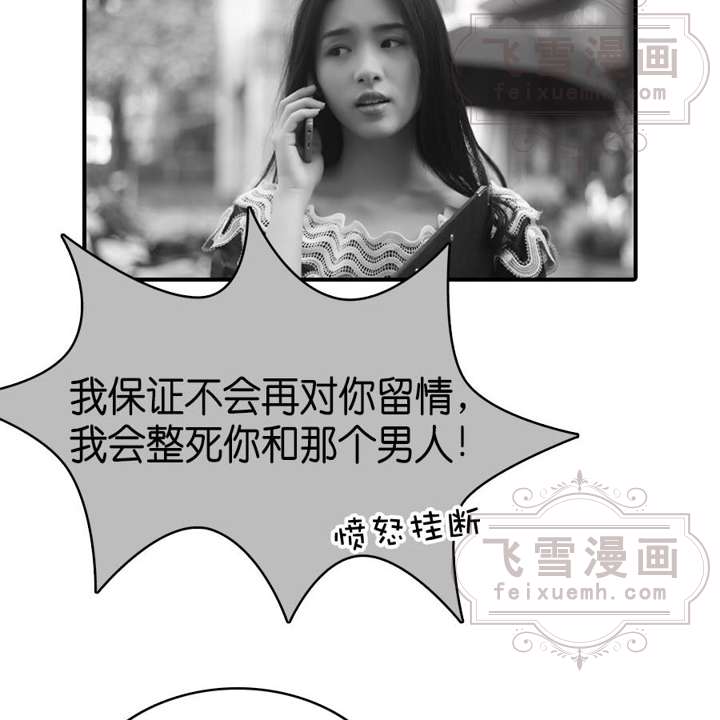 飞雪漫画
feixuemh.com
我保证不会再对你留情，
我会整死你和那个男人！
愤怒挂断
飞雪漫画
feixuemh.com